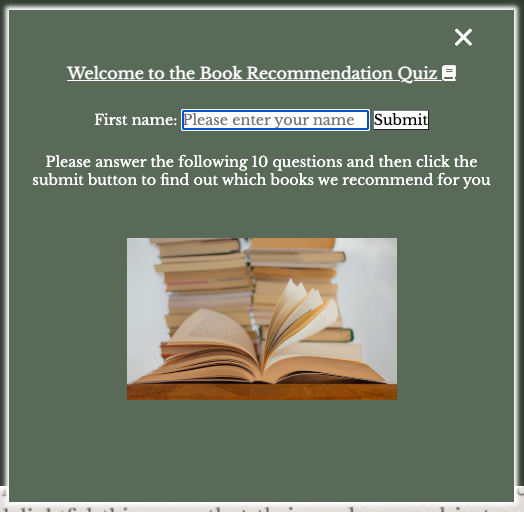 Welcome to the Book Recommendation Quiz
First name: Please enter your name Submit
Please answer the following 10 questions and then click the
submit button to find out which books we recommend for you